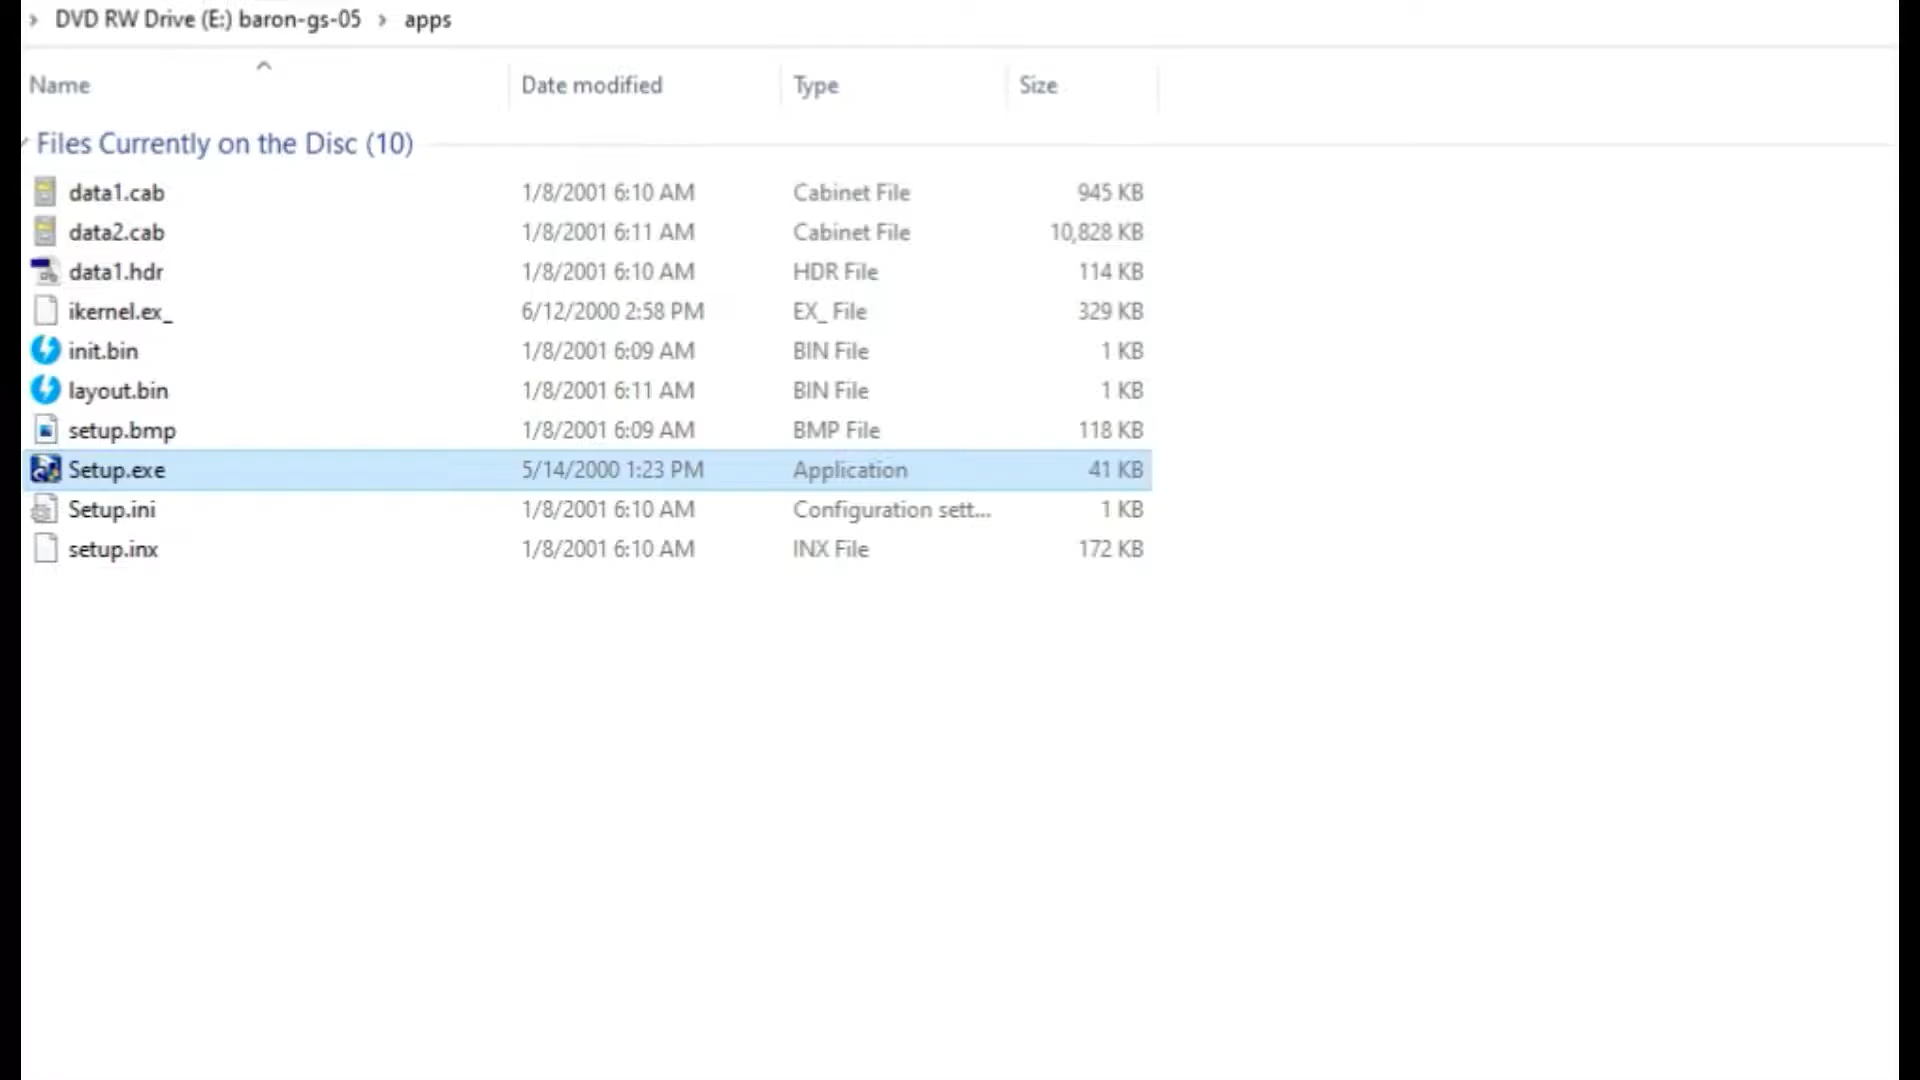 DVD RW Drive (E:) baron-gs-05 > apps
Name Date modified Type Size
Files Currently on the Disc (10)
data1.cab 1/8/2001 6:10 AM Cabinet File 945 KB
data2.cab 1/8/2001 6:11 AM Cabinet File 10,828 KB
data1.hdr 1/8/2001 6:10 AM HDR File 114 KB
ikernel.ex_ 6/12/2000 2:58 PM EX_ File 329 KB
init.bin 1/8/2001 6:09 AM BIN File 1 KB
layout.bin 1/8/2001 6:11 AM BIN File 1 KB
setup.bmp 1/8/2001 6:09 AM BMP File 118 KB
Setup.exe 5/14/2000 1:23 PM Application 41 KB
Setup.ini 1/8/2001 6:10 AM Configuration sett... 1 KB
setup.inx 1/8/2001 6:10 AM INX File 172 KB